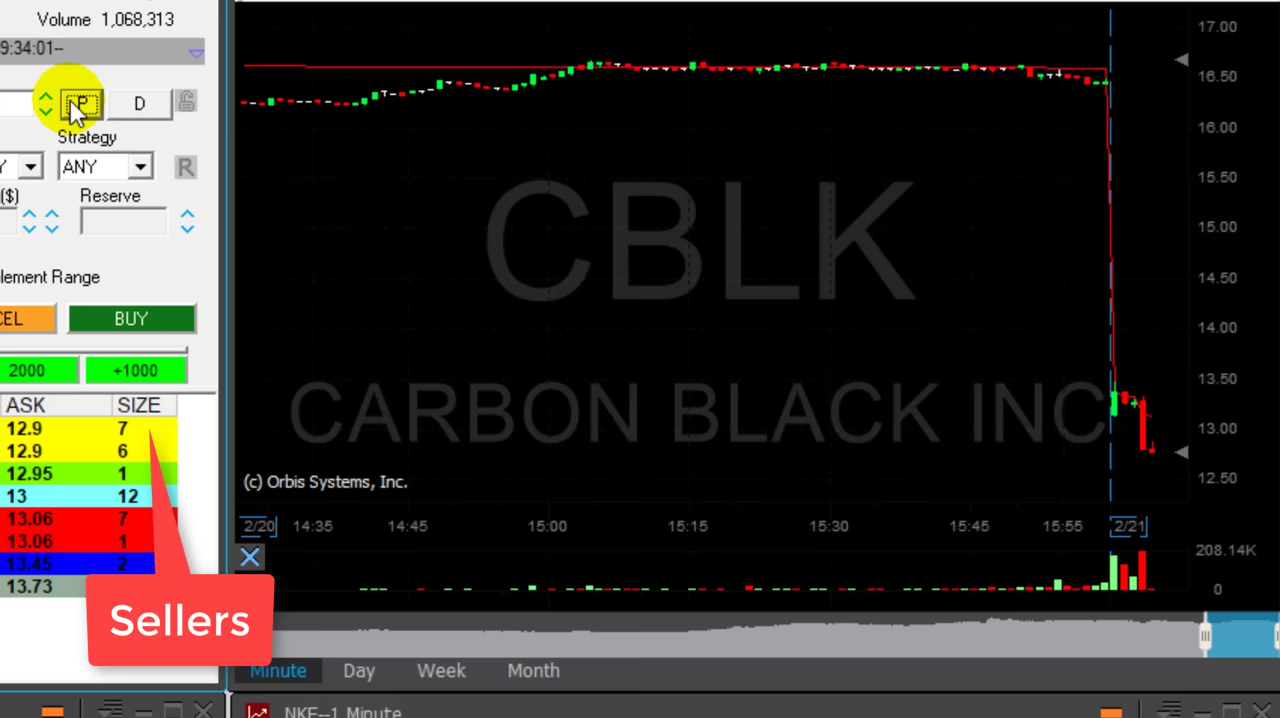 Volume 1,068,313
9:34:01--
P D
Strategy
Y ANY R
($) Reserve
lement Range
CEL BUY
2000 +1000
ASK SIZE
12.9 7
12.9 6
12.95 1
13 12
13.06 7
13.06 1
13.45 2
13.73
Sellers
CBLK
CARBON BLACK INC
(c) Orbis Systems, Inc.
17.00
16.50
16.00
15.50
15.00
14.50
14.00
13.50
13.00
12.50
2/20 14:35 14:45 15:00 15:15 15:30 15:45 15:55 2/21
208.14K
0
Minute Day Week Month
NKE--1 Minute